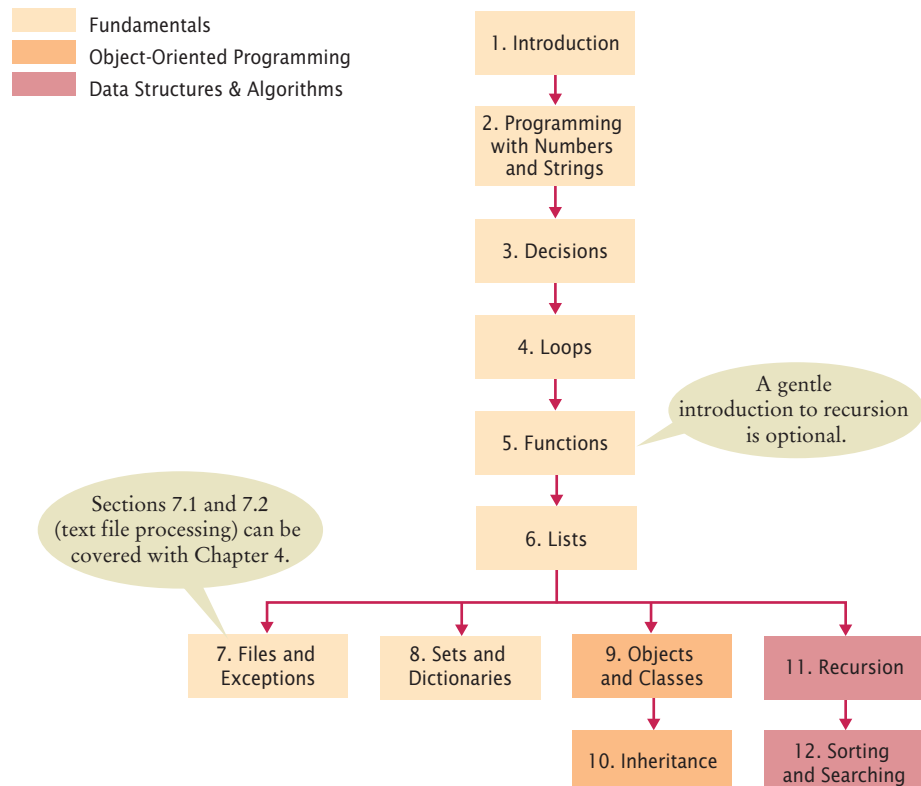 Fundamentals
Object-Oriented Programming
Data Structures & Algorithms
1. Introduction
2. Programming
with Numbers
and Strings
3. Decisions
4. Loops
A gentle
introduction to recursion
is optional.
5. Functions
Sections 7.1 and 7.2
(text file processing) can be
covered with Chapter 4.
6. Lists
7. Files and
Exceptions
8. Sets and
Dictionaries
9. Objects
and Classes
11. Recursion
10. Inheritance
12. Sorting
and Searching